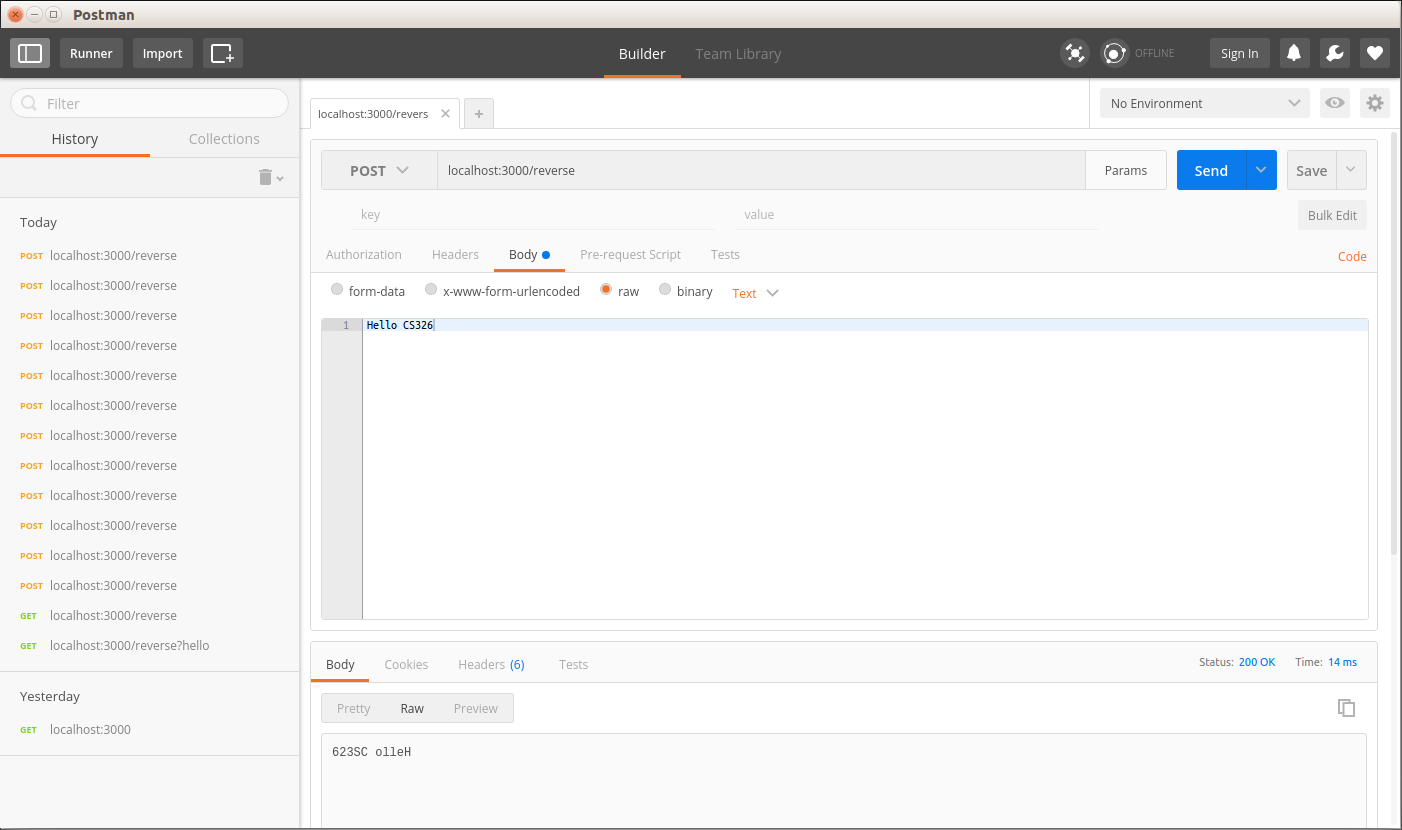 Postman
Runner Import Builder Team Library OFFLINE Sign In
Filter
History Collections
Today
POST localhost:3000/reverse
POST localhost:3000/reverse
POST localhost:3000/reverse
POST localhost:3000/reverse
POST localhost:3000/reverse
POST localhost:3000/reverse
POST localhost:3000/reverse
POST localhost:3000/reverse
POST localhost:3000/reverse
POST localhost:3000/reverse
POST localhost:3000/reverse
POST localhost:3000/reverse
GET localhost:3000/reverse
GET localhost:3000/reverse?hello
Yesterday
GET localhost:3000
localhost:3000/revers
No Environment
POST localhost:3000/reverse Params Send Save
key value Bulk Edit
Authorization Headers Body Pre-request Script Tests Code
form-data x-www-form-urlencoded raw binary Text
1 Hello CS326
Body Cookies Headers (6) Tests Status: 200 OK Time: 14 ms
Pretty Raw Preview
623SC olleH